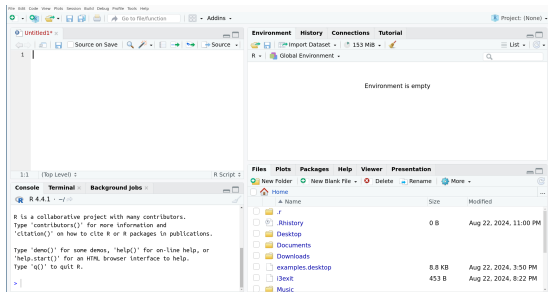 File Edit Code View Plots Session Build Debug Profile Tools Help
Go to file/function
Addins
Project: (None)
Untitled1*
Source on Save
Source
1
1:1 (Top Level) R Script
Console Terminal Background Jobs
R 4.4.1 · ~/
R is a collaborative project with many contributors.
Type 'contributors()' for more information and
'citation()' on how to cite R or R packages in publications.
Type 'demo()' for some demos, 'help()' for on-line help, or
'help.start()' for an HTML browser interface to help.
Type 'q()' to quit R.
>
Environment History Connections Tutorial
Import Dataset 153 MiB List
R Global Environment
Environment is empty
Files Plots Packages Help Viewer Presentation
New Folder New Blank File Delete Rename More
Home
Name Size Modified
.r
.Rhistory 0 B Aug 22, 2024, 11:00 PM
Desktop
Documents
Downloads
examples.desktop 8.8 KB Aug 22, 2024, 3:50 PM
i3exit 453 B Aug 22, 2024, 8:22 PM
Music